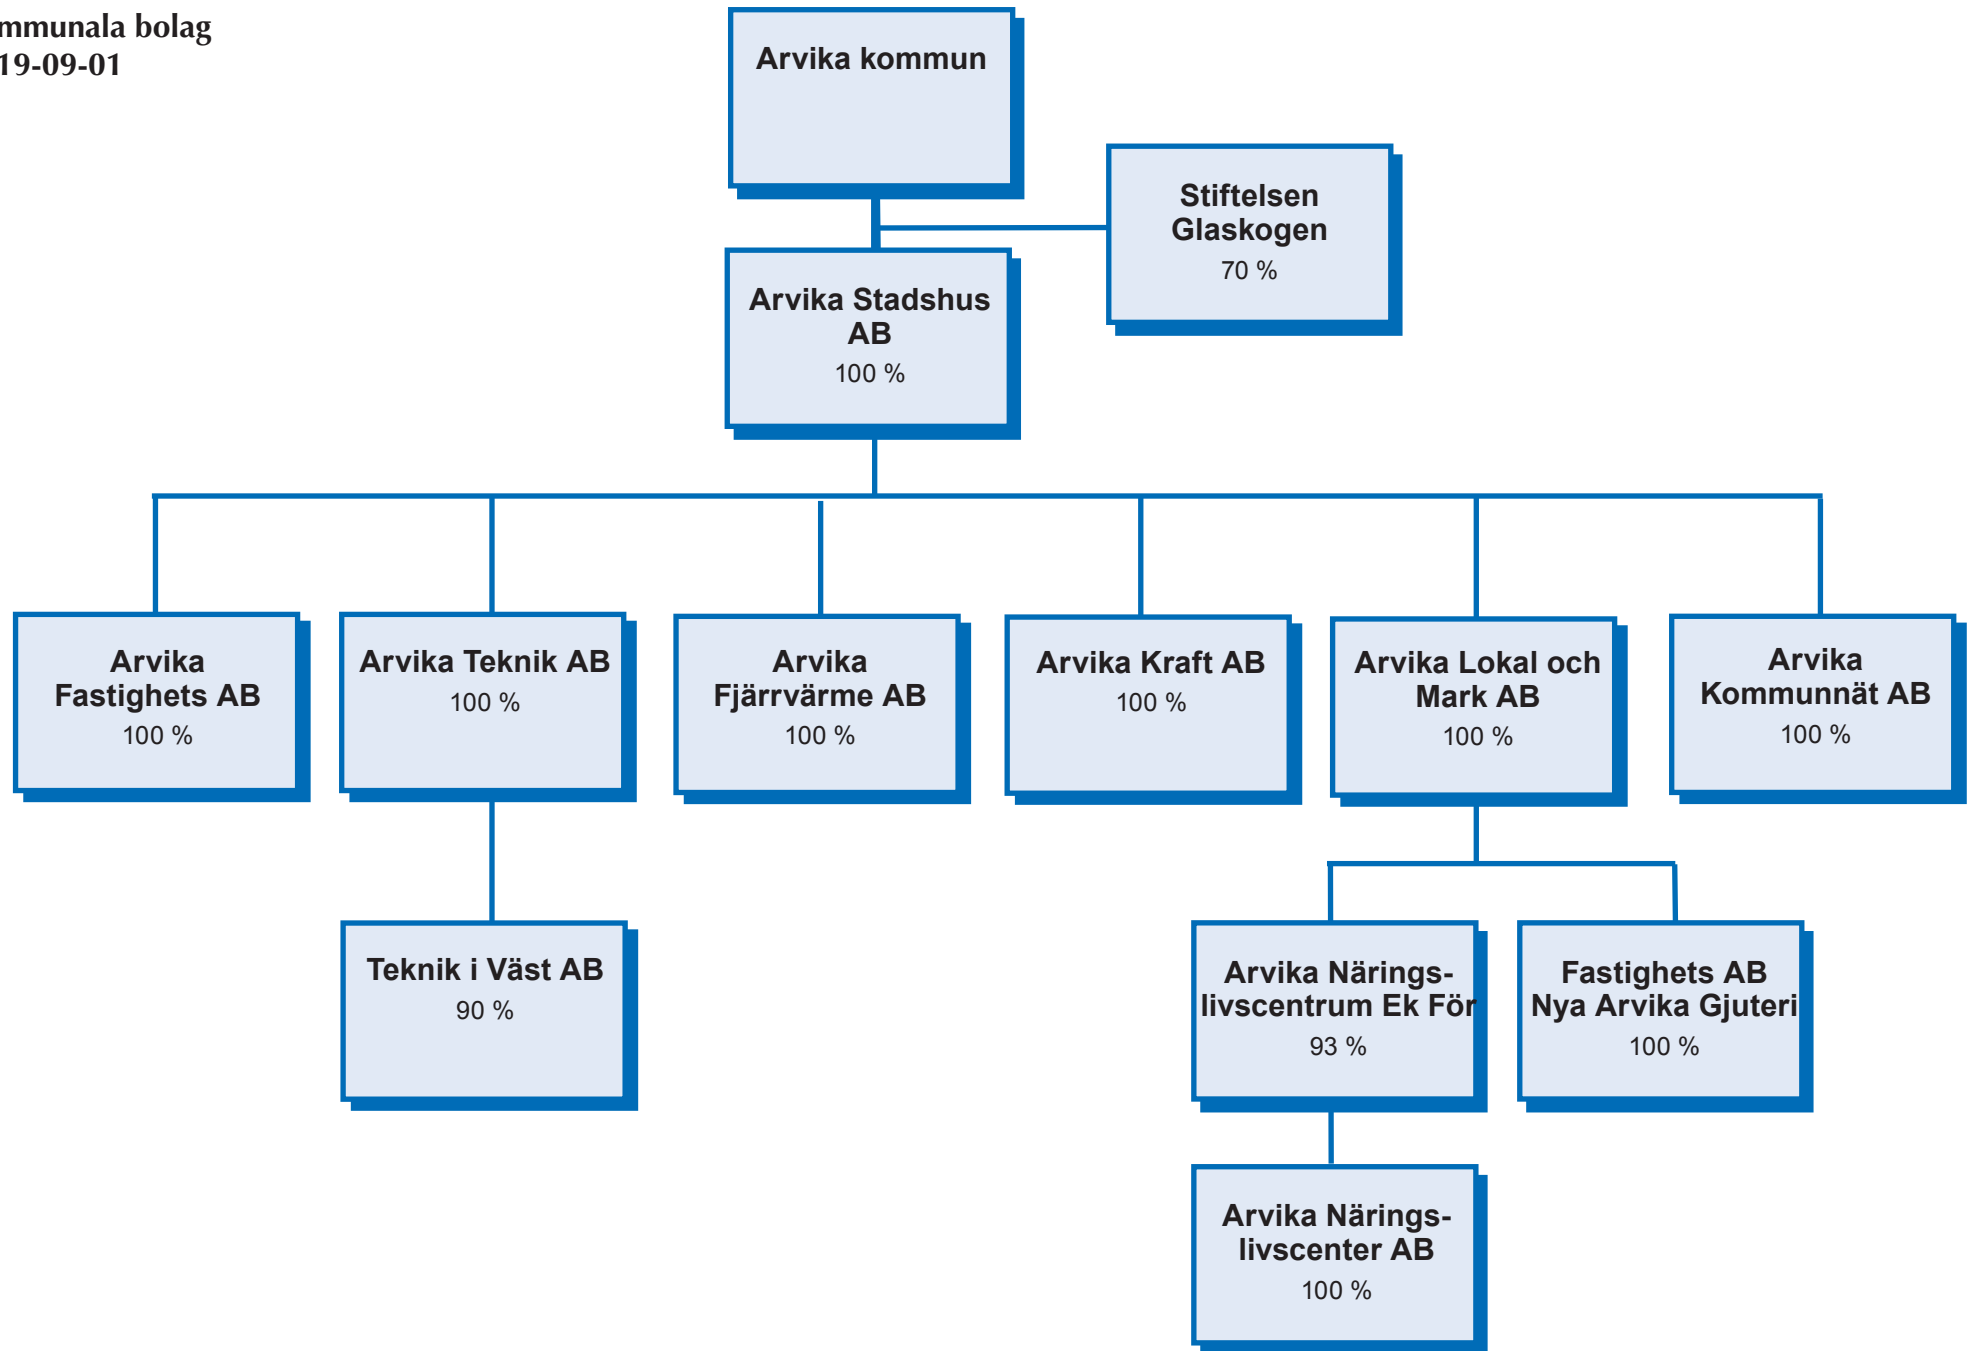 mmunala bolag
19-09-01
Arvika kommun
Stiftelsen
Glaskogen
70 %
Arvika Stadshus
AB
100 %
Arvika
Fastighets AB
100 %
Arvika Teknik AB
100 %
Arvika
Fjärrvärme AB
100 %
Arvika Kraft AB
100 %
Arvika Lokal och
Mark AB
100 %
Arvika
Kommunnät AB
100 %
Teknik i Väst AB
90 %
Arvika Närings-
livscentrum Ek För
93 %
Fastighets AB
Nya Arvika Gjuteri
100 %
Arvika Närings-
livscenter AB
100 %